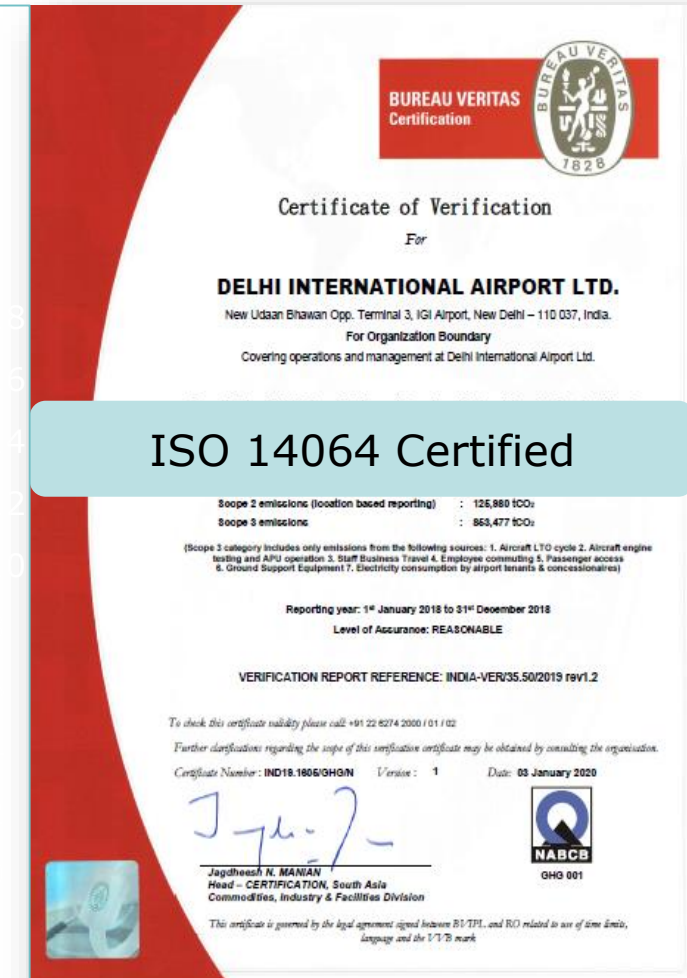 BUREAU VERITAS
Certification
BUREAU VERITAS
1828
Certificate of Verification
For
DELHI INTERNATIONAL AIRPORT LTD.
New Udaan Bhawan Opp. Terminal 3, IGI Airport, New Delhi – 110 037, India.
For Organization Boundary
Covering operations and management at Delhi International Airport Ltd.
8
6
4
2
0
ISO 14064 Certified
Scope 2 emissions (location based reporting) : 125,980 tCO₂
Scope 3 emissions : 853,477 tCO₂
(Scope 3 category includes only emissions from the following sources: 1. Aircraft LTO cycle 2. Aircraft engine
testing and APU operation 3. Staff Business Travel 4. Employee commuting 5. Passenger access
6. Ground Support Equipment 7. Electricity consumption by airport tenants & concessionaires)
Reporting year: 1st January 2018 to 31st December 2018
Level of Assurance: REASONABLE
VERIFICATION REPORT REFERENCE: INDIA-VER/35.50/2019 rev1.2
To check this certificate validity please call: +91 22 6274 2000 / 01 / 02
Further clarifications regarding the scope of this verification certificate may be obtained by consulting the organisation.
Certificate Number : IND19.1605/GHG/N Version : 1 Date: 03 January 2020
Jagdheesh N. MANIAN
Head – CERTIFICATION, South Asia
Commodities, Industry & Facilities Division
NABCB
GHG 001
This certificate is governed by the legal agreement signed between BVTPL and RO related to use of time limits,
language and the VVB mark